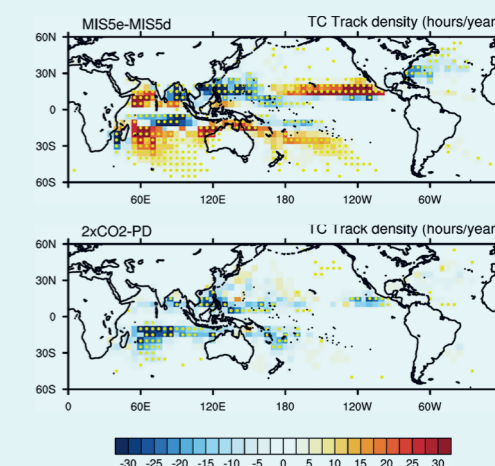 MIS5e-MIS5d TC Track density (hours/year
60N
30N
0
30S
60S
60E 120E 180 120W 60W
2xCO2-PD TC Track density (hours/year
60N
30N
0
30S
60S
0 60E 120E 180 120W 60W
-30 -25 -20 -15 -10 -5 0 5 10 15 20 25 30